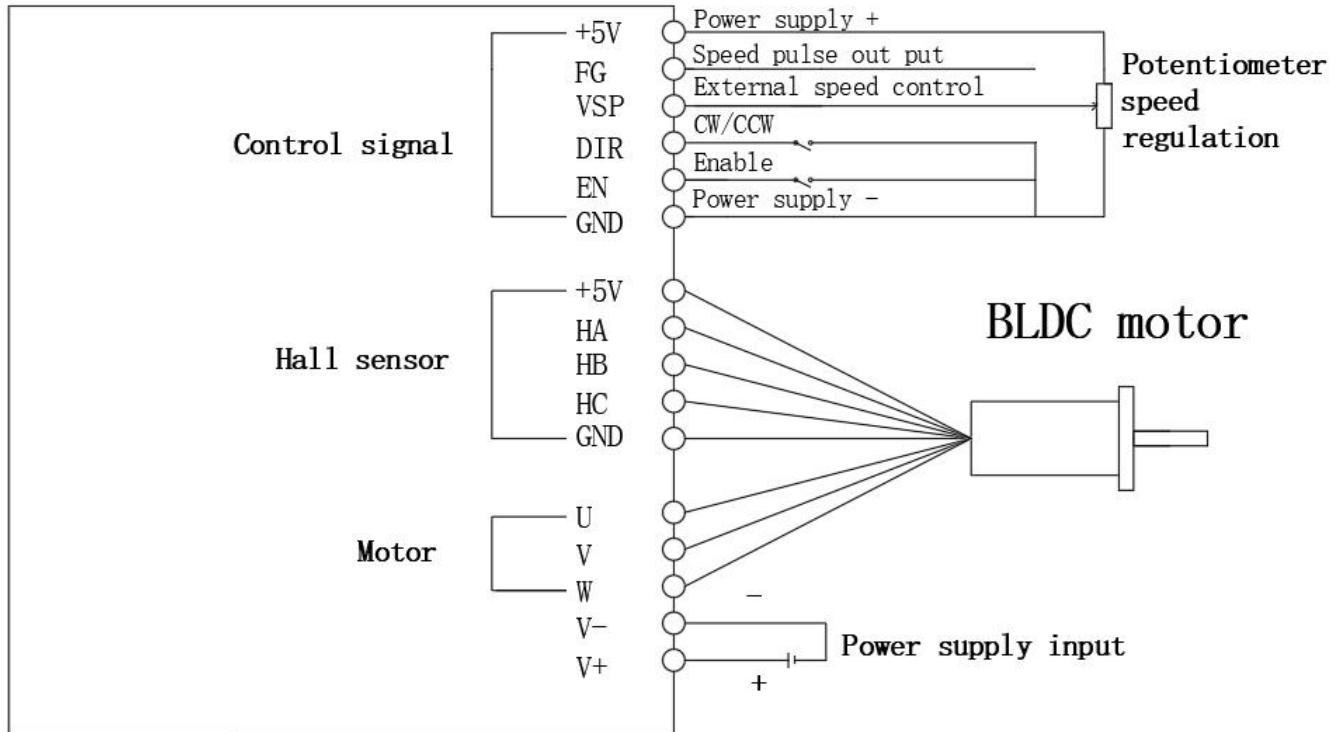 +5V
Power supply +
FG
Speed pulse out put
VSP
External speed control
Potentiometer
speed
regulation
Control signal
DIR
CW/CCW
EN
Enable
GND
Power supply -
+5V
HA
Hall sensor
HB
HC
GND
BLDC motor
U
Motor
V
W
-
V-
V+
+
Power supply input